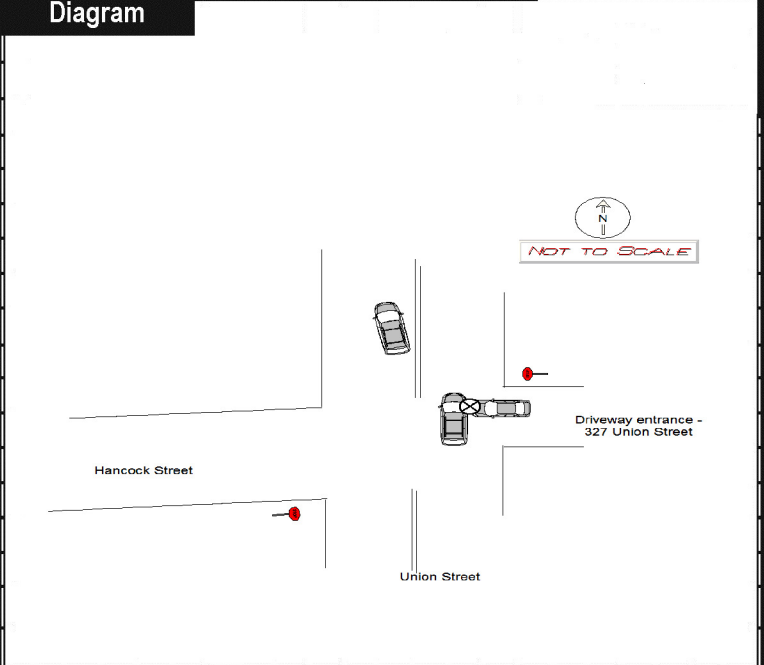 Diagram
N
NOT TO SCALE
Driveway entrance -
327 Union Street
Hancock Street
Union Street